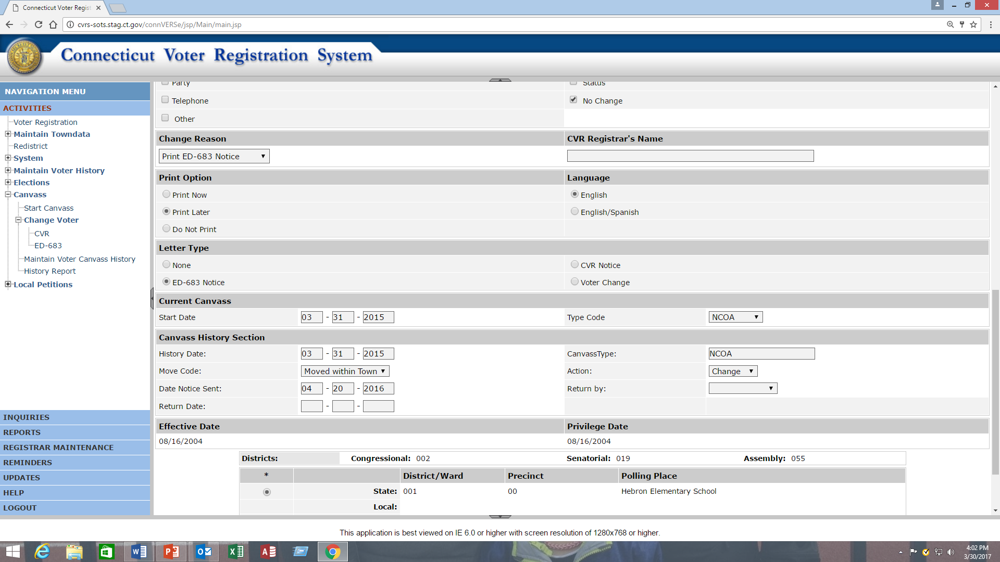 Connecticut Voter Regist
cvrs-sots.stag.ct.gov/connVERSe/jsp/Main/main.jsp
Connecticut Voter Registration System
NAVIGATION MENU
ACTIVITIES
Voter Registration
Maintain Towndata
Redistrict
System
Maintain Voter History
Elections
Canvass
Start Canvass
Change Voter
CVR
ED-683
Maintain Voter Canvass History
History Report
Local Petitions
INQUIRIES
REPORTS
REGISTRAR MAINTENANCE
REMINDERS
UPDATES
HELP
LOGOUT
Party Status
Telephone No Change
Other
Change Reason CVR Registrar's Name
Print ED-683 Notice
Print Option Language
Print Now English
Print Later English/Spanish
Do Not Print
Letter Type
None CVR Notice
ED-683 Notice Voter Change
Current Canvass
Start Date 03 - 31 - 2015 Type Code NCOA
Canvass History Section
History Date: 03 - 31 - 2015 CanvassType: NCOA
Move Code: Moved within Town Action: Change
Date Notice Sent: 04 - 20 - 2016 Return by:
Return Date: - -
Effective Date Privilege Date
08/16/2004 08/16/2004
Districts: Congressional: 002 Senatorial: 019 Assembly: 055
* District/Ward Precinct Polling Place
State: 001 00 Hebron Elementary School
Local:
This application is best viewed on IE 6.0 or higher with screen resolution of 1280x768 or higher.
4:02 PM
3/30/2017